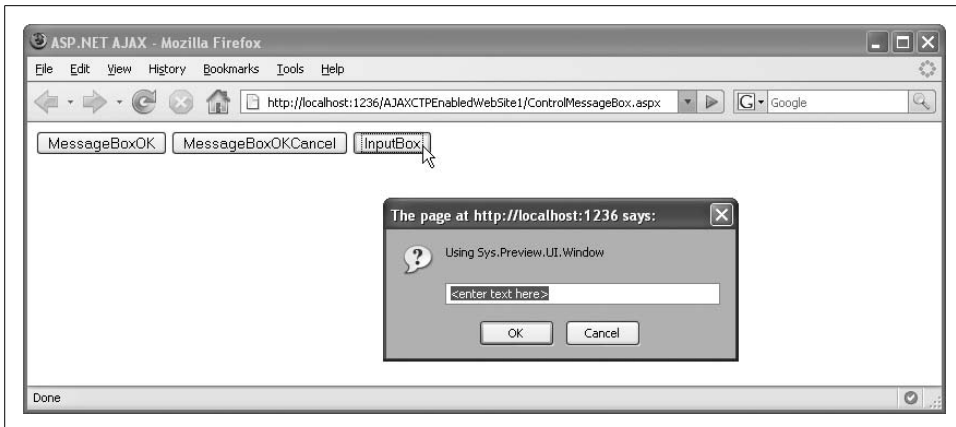 ASP.NET AJAX - Mozilla Firefox
File Edit View History Bookmarks Tools Help
http://localhost:1236/AJAXCTPEnabledWebSite1/ControlMessageBox.aspx G Google
MessageBoxOK MessageBoxOKCancel InputBox
The page at http://localhost:1236 says:
? Using Sys.Preview.UI.Window
<enter text here>
OK Cancel
Done